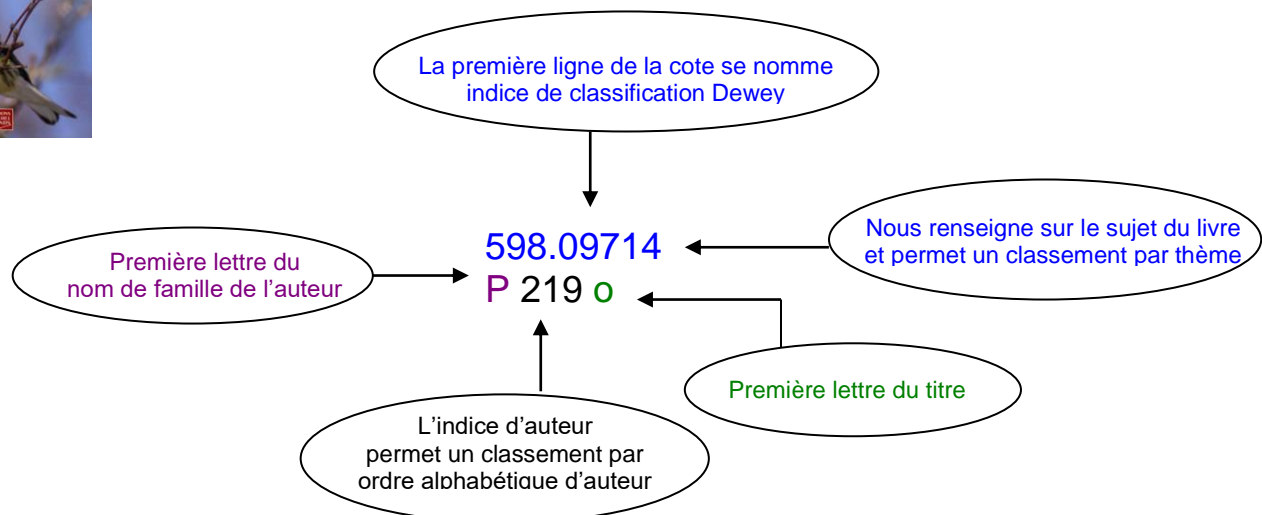 La première ligne de la cote se nomme
indice de classification Dewey
598.09714
P 219 o
Nous renseigne sur le sujet du livre
et permet un classement par thème
Première lettre du
nom de famille de l'auteur
Première lettre du titre
L'indice d'auteur
permet un classement par
ordre alphabétique d'auteur